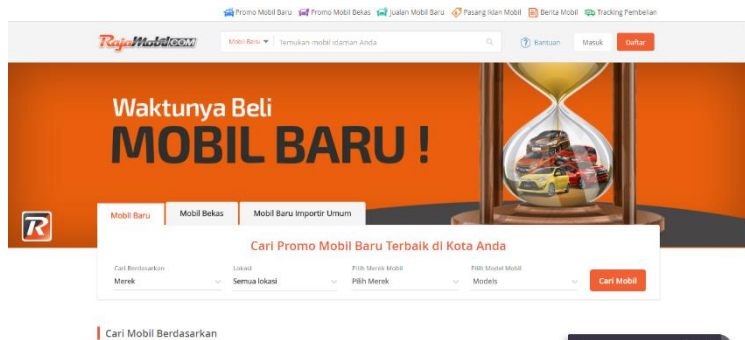 Promo Mobil Baru Promo Mobil Bekas Jualan Mobil Baru Pasang Iklan Mobil Berita Mobil Tracking Pembelian
RajaMobil.COM Mobil Baru Temukan mobil idaman Anda Bantuan Masuk Daftar
Waktunya Beli
MOBIL BARU !
R
Mobil Baru Mobil Bekas Mobil Baru Importir Umum
Cari Promo Mobil Baru Terbaik di Kota Anda
Cari Berdasarkan Lokasi Pilih Merek Mobil Pilih Model Mobil
Merek Semua lokasi Pilih Merek Models Cari Mobil
Cari Mobil Berdasarkan